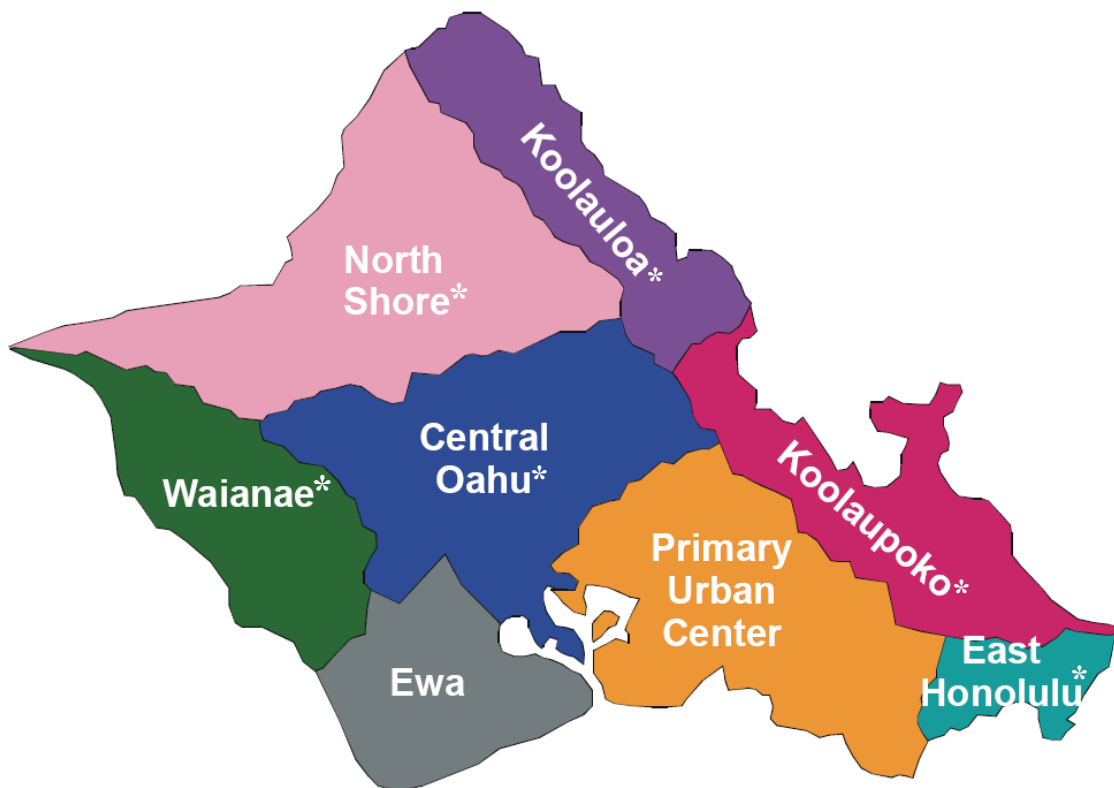 Koolauloa*
North
Shore*
Central
Oahu*
Waianae*
Koolaupoko*
Primary
Urban
Center
East
Honolulu*
Ewa